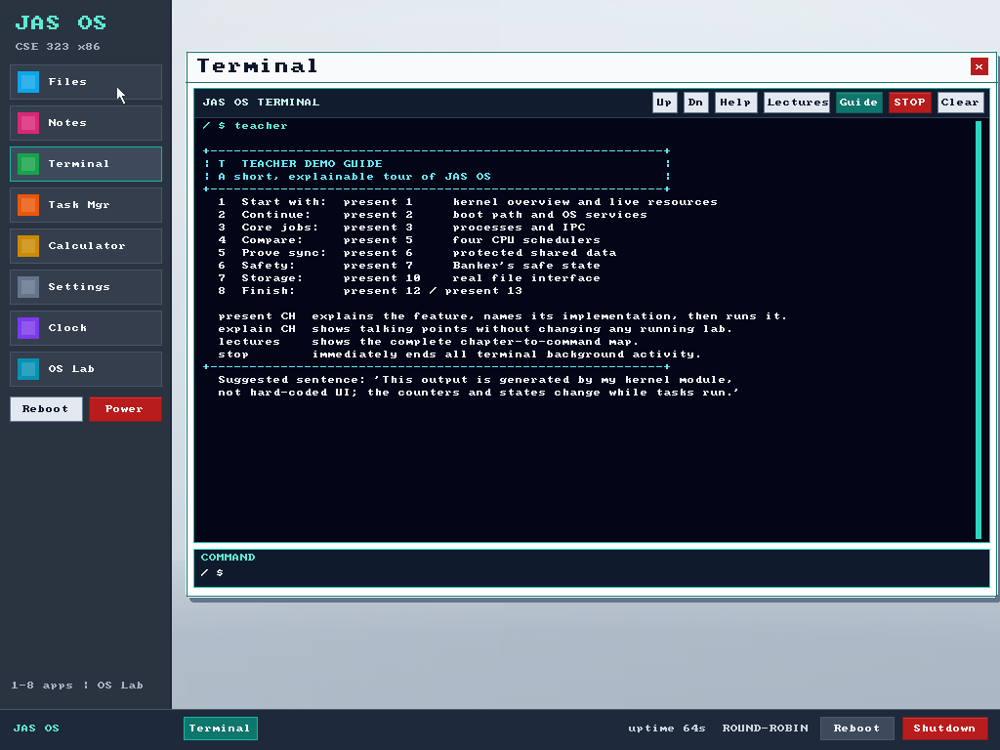 JAS OS
CSE 323 x86
Files
Notes
Terminal
Task Mgr
Calculator
Settings
Clock
OS Lab
Reboot
Power
1-8 apps ¦ OS Lab
Terminal
x
JAS OS TERMINAL
Up
Dn
Help
Lectures
Guide
STOP
Clear
/ $ teacher
+----------------------------------------------------------+
¦ T  TEACHER DEMO GUIDE ¦
¦ A short, explainable tour of JAS OS ¦
+----------------------------------------------------------+
1  Start with:  present 1     kernel overview and live resources
2  Continue:    present 2     boot path and OS services
3  Core jobs:   present 3     processes and IPC
4  Compare:     present 5     four CPU schedulers
5  Prove sync:  present 6     protected shared data
6  Safety:      present 7     Banker's safe state
7  Storage:     present 10    real file interface
8  Finish:      present 12 / present 13
present CH  explains the feature, names its implementation, then runs it.
explain CH  shows talking points without changing any running lab.
lectures    shows the complete chapter-to-command map.
stop        immediately ends all terminal background activity.
+----------------------------------------------------------+
Suggested sentence: 'This output is generated by my kernel module,
not hard-coded UI; the counters and states change while tasks run.'
COMMAND
/ $
JAS OS
Terminal
uptime 64s
ROUND-ROBIN
Reboot
Shutdown